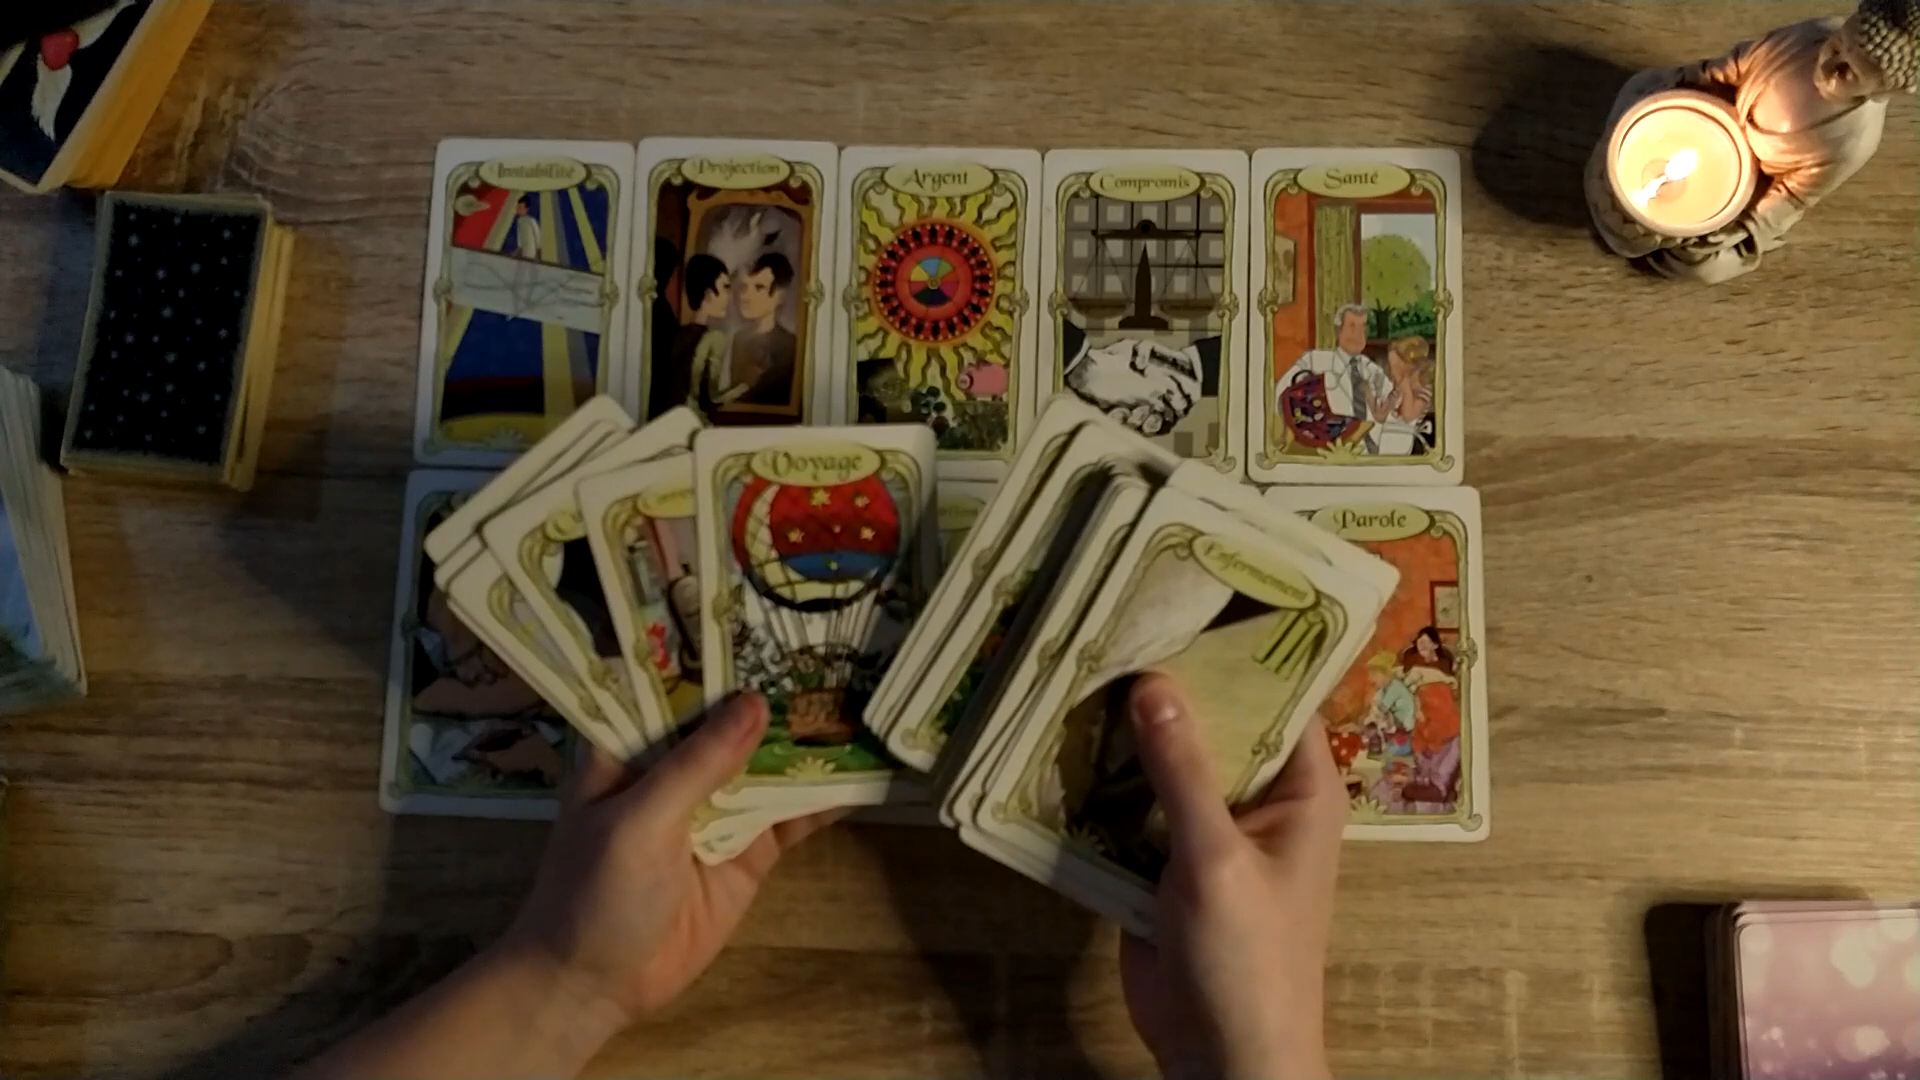 Instabilité
Projection
Argent
Compromis
Santé
Voyage
Enfermement
Parole